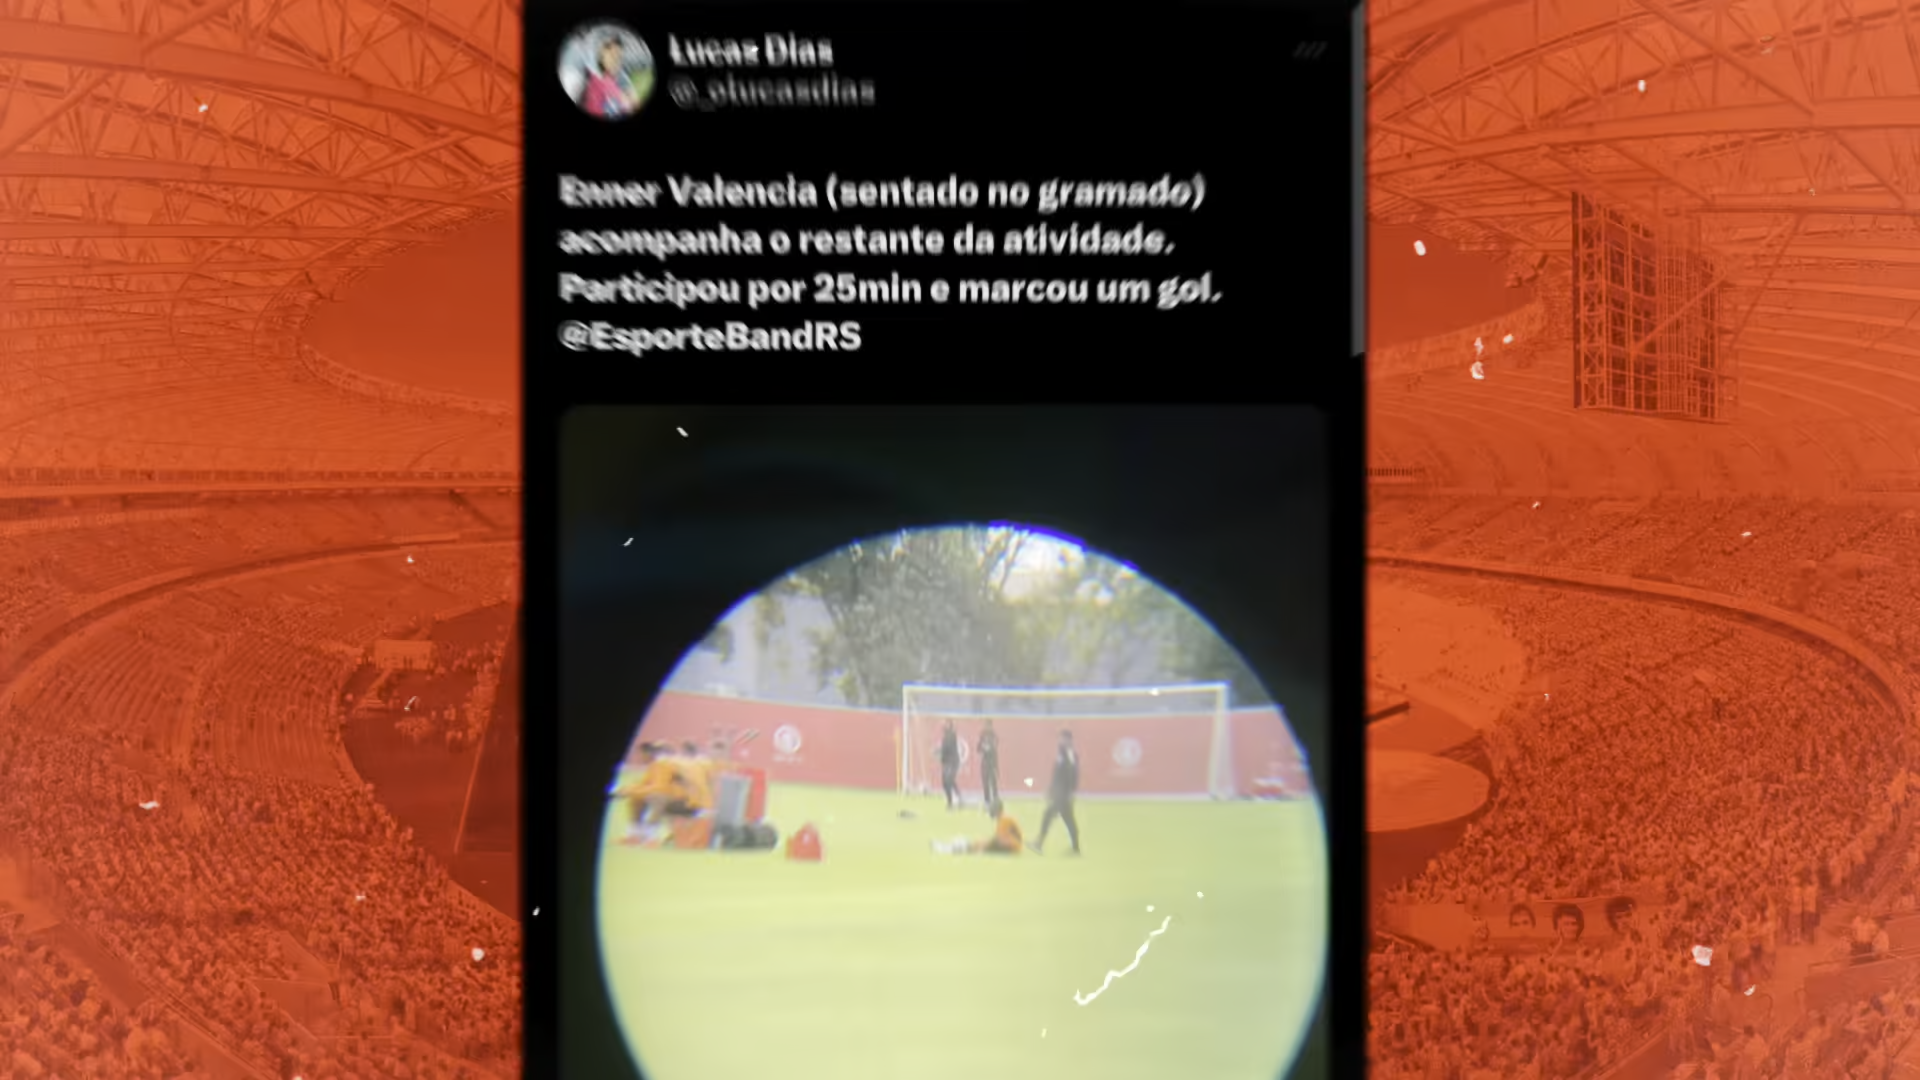 Lucas Dias
@_olucasdias
Enner Valencia (sentado no gramado)
acompanha o restante da atividade.
Participou por 25min e marcou um gol.
@EsporteBandRS